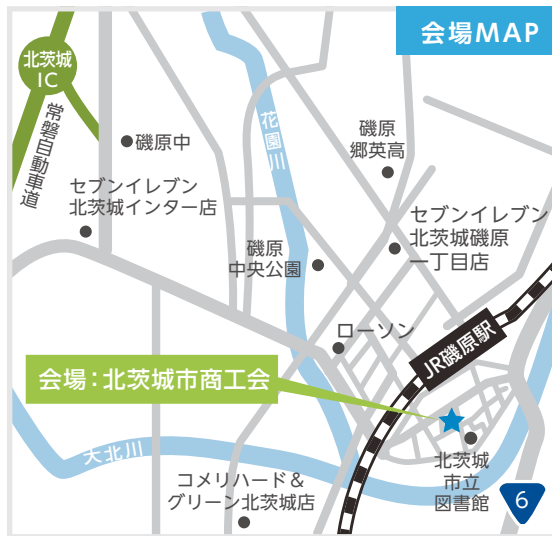 会場MAP
北茨城
IC
常磐自動車道
磯原中
セブンイレブン
北茨城インター店
花園川
磯原
郷英高
セブンイレブン
北茨城磯原
一丁目店
磯原
中央公園
ローソン
JR磯原駅
会場：北茨城市商工会
大北川
コメリハード＆
グリーン北茨城店
北茨城
市立
図書館
6